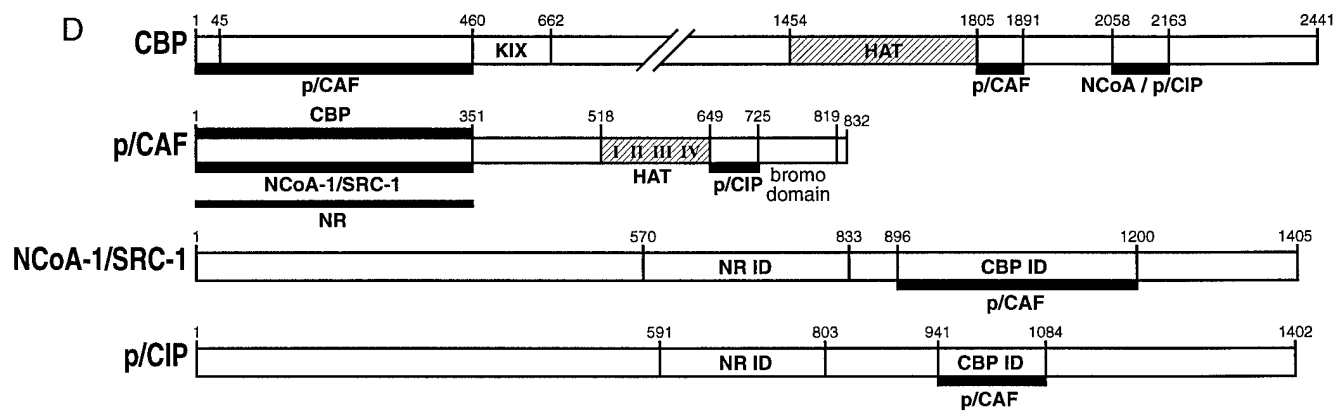 D
1 45 460 662 1454 1805 1891 2058 2163 2441
CBP KIX HAT
p/CAF p/CAF NCoA / p/CIP
1 CBP 351 518 649 725 819 832
p/CAF I II III IV
NCoA-1/SRC-1 HAT p/CIP bromo
domain
NR
1 570 833 896 1200 1405
NCoA-1/SRC-1 NR ID CBP ID
p/CAF
1 591 803 941 1084 1402
p/CIP NR ID CBP ID
p/CAF